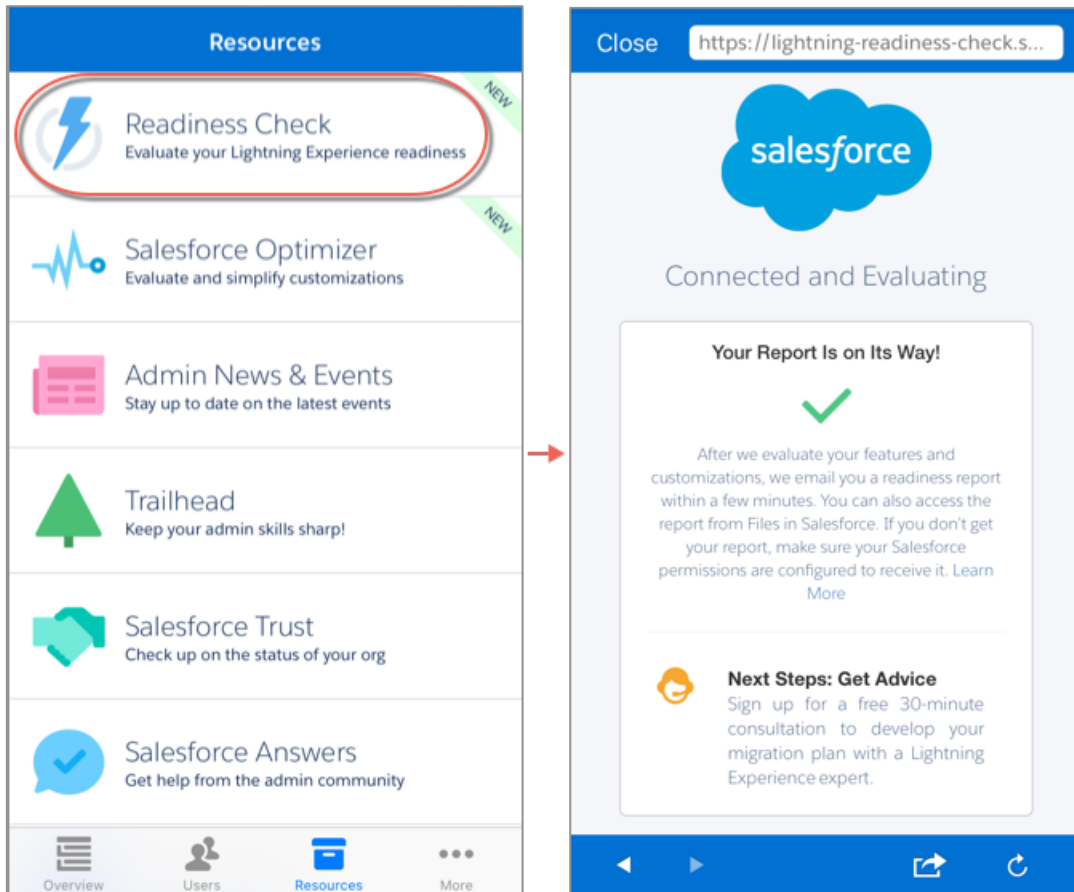 Resources
Readiness Check
Evaluate your Lightning Experience readiness
NEW
Salesforce Optimizer
Evaluate and simplify customizations
NEW
Admin News & Events
Stay up to date on the latest events
Trailhead
Keep your admin skills sharp!
Salesforce Trust
Check up on the status of your org
Salesforce Answers
Get help from the admin community
Overview
Users
Resources
More
Close
https://lightning-readiness-check.s...
salesforce
Connected and Evaluating
Your Report Is on Its Way!
After we evaluate your features and
customizations, we email you a readiness report
within a few minutes. You can also access the
report from Files in Salesforce. If you don't get
your report, make sure your Salesforce
permissions are configured to receive it. Learn
More
Next Steps: Get Advice
Sign up for a free 30-minute
consultation to develop your
migration plan with a Lightning
Experience expert.